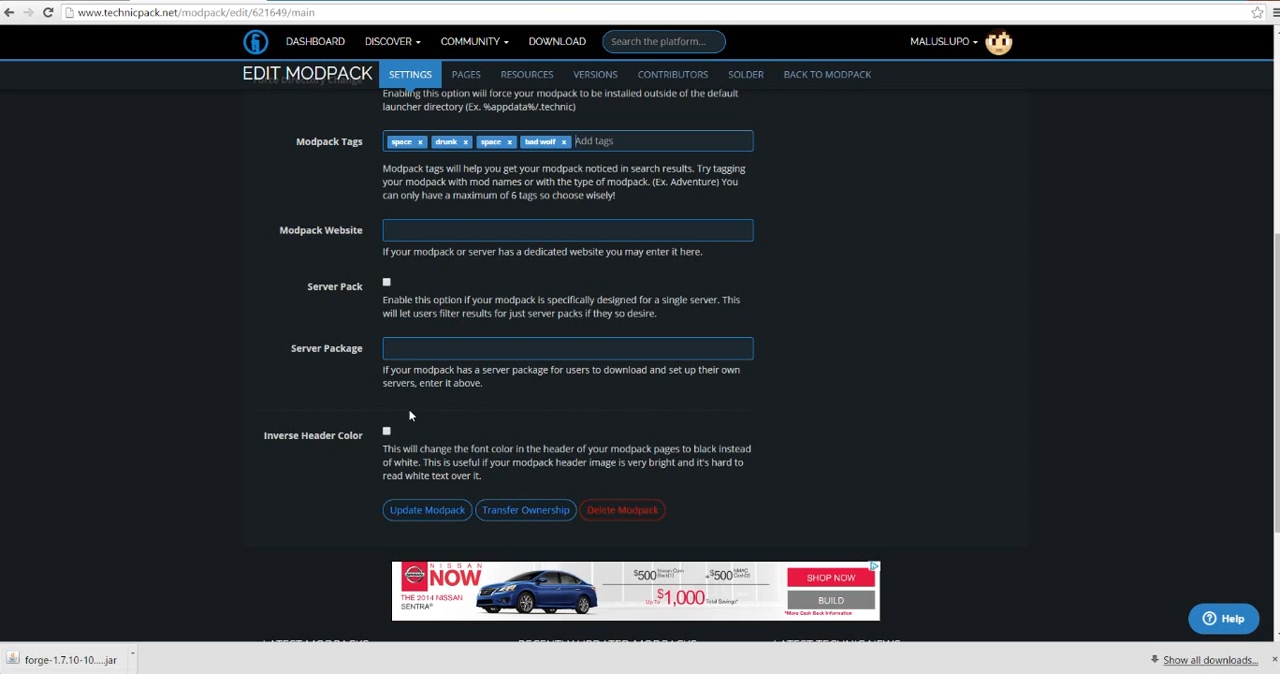 www.technicpack.net/modpack/edit/621649/main
DASHBOARD DISCOVER COMMUNITY DOWNLOAD Search the platform... MALUSLUPO
EDIT MODPACK SETTINGS PAGES RESOURCES VERSIONS CONTRIBUTORS SOLDER BACK TO MODPACK
Enabling this option will force your modpack to be installed outside of the default
launcher directory (Ex. %appdata%/.technic)
Modpack Tags space x drunk x space x bad wolf x Add tags
Modpack tags will help you get your modpack noticed in search results. Try tagging
your modpack with mod names or with the type of modpack. (Ex. Adventure) You
can only have a maximum of 6 tags so choose wisely!
Modpack Website
If your modpack or server has a dedicated website you may enter it here.
Server Pack
Enable this option if your modpack is specifically designed for a single server. This
will let users filter results for just server packs if they so desire.
Server Package
If your modpack has a server package for users to download and set up their own
servers, enter it above.
Inverse Header Color
This will change the font color in the header of your modpack pages to black instead
of white. This is useful if your modpack header image is very bright and it's hard to
read white text over it.
Update Modpack Transfer Ownership Delete Modpack
NISSAN
NOW
THE 2014 NISSAN
SENTRA®
$500 + $500
$1,000
SHOP NOW
BUILD
Help
LATEST MODPACKS RECENTLY UPDATED MODPACKS LATEST TECHNIC NEWS
forge-1.7.10-10....jar Show all downloads...